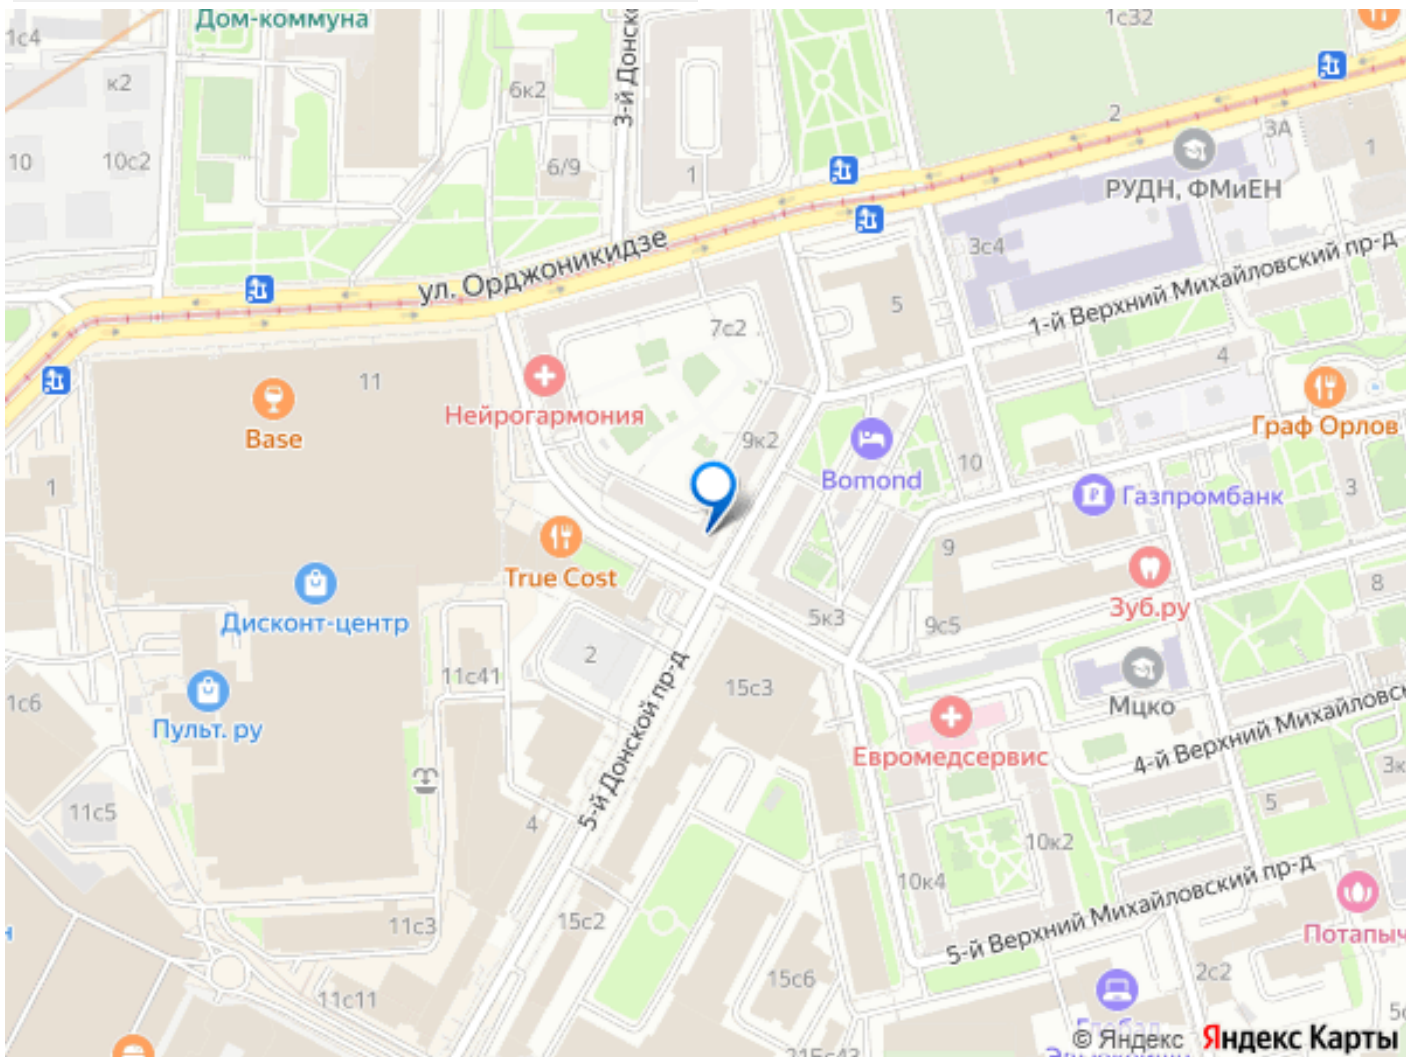 Дом-коммуна
1с4
к2
10
10с2
6к2
6/9
3-й Донск
1
1с32
2
3А
1
РУДН, ФМиЕН
3с4
ул. Орджоникидзе
1-й Верхний Михайловский пр-д
7с2
5
4
11
Нейрогармония
Base
Граф Орлов
9к2
Bomond
10
3
1
Газпромбанк
True Cost
9
8
Дисконт-центр
5к3
9с5
Зуб.ру
2
11с41
15с3
1с6
Пульт. ру
5-й Донской пр-д
Мцко
Евромедсервис
4-й Верхний Михайловск
3к
11с5
4
5
10к2
10к4
5-й Верхний Михайловский пр-д
11с3
15с2
н
Потапыч
11с11
15с6
2с2
5с
21Ес43
© Яндекс Яндекс Карты